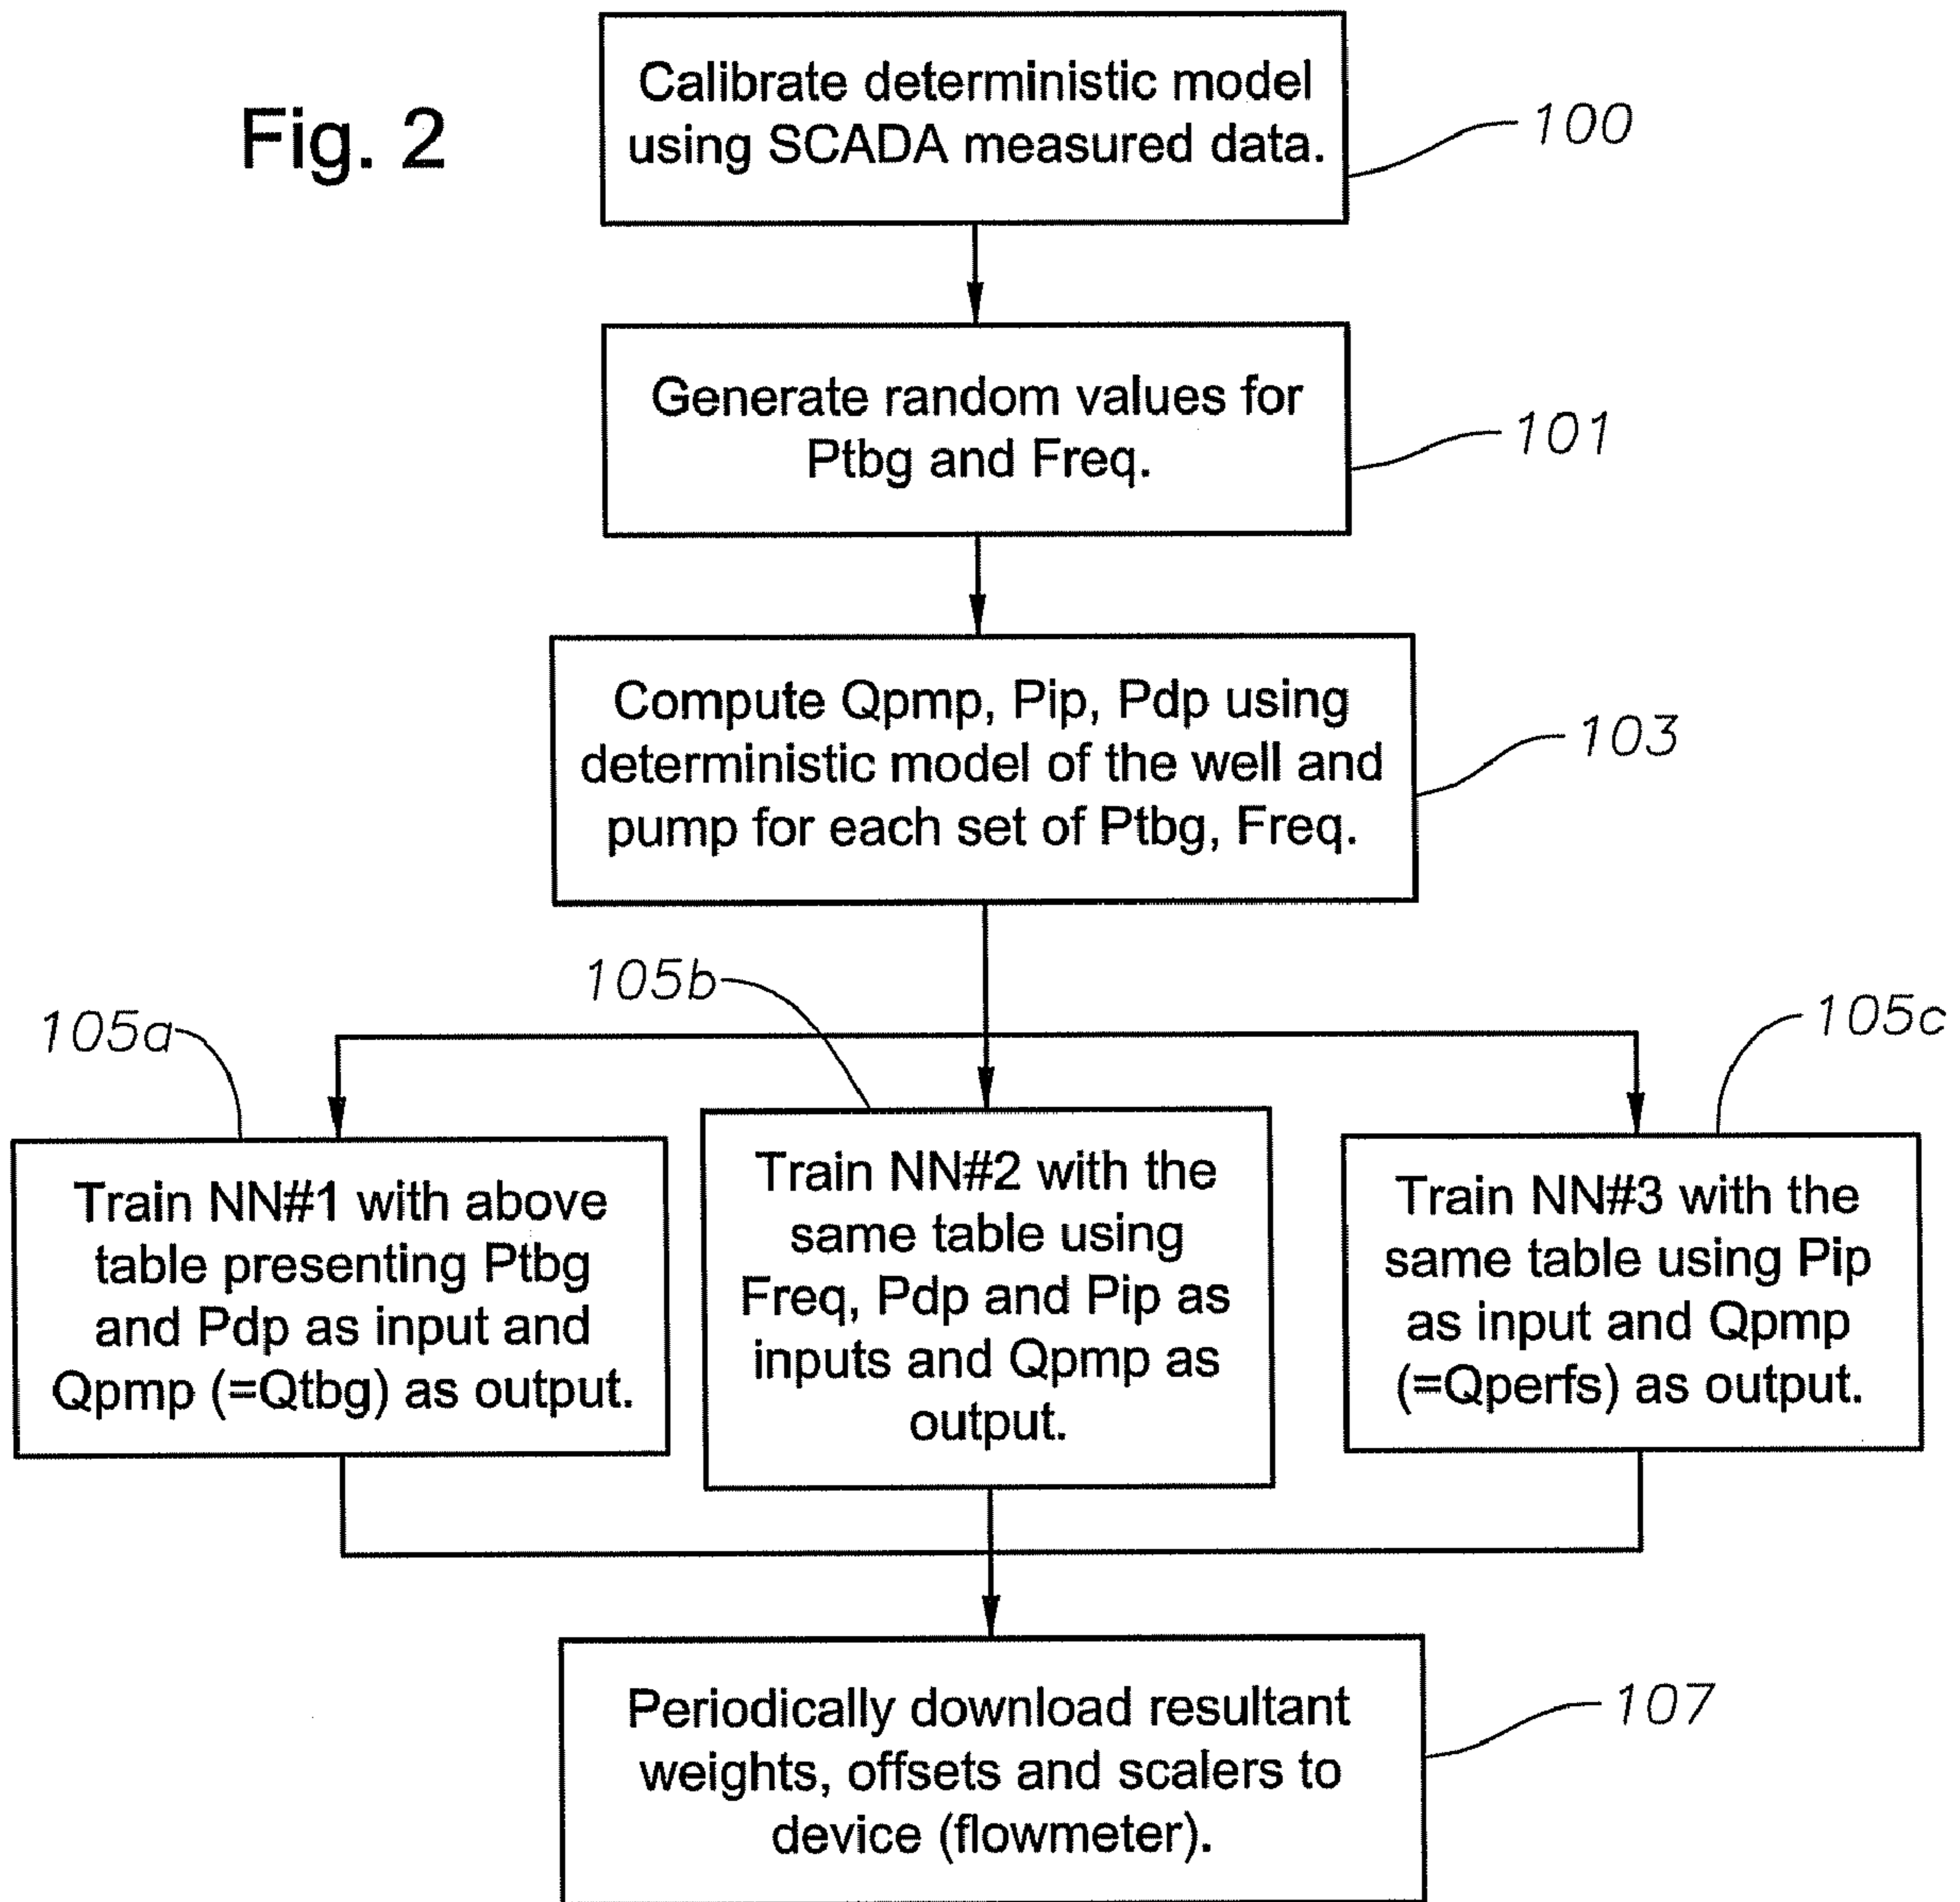 Fig. 2
Calibrate deterministic model
using SCADA measured data.
100
Generate random values for
Ptbg and Freq.
101
Compute Qpmp, Pip, Pdp using
deterministic model of the well and
pump for each set of Ptbg, Freq.
103
105a
105b
105c
Train NN#1 with above
table presenting Ptbg
and Pdp as input and
Qpmp (=Qtbg) as output.
Train NN#2 with the
same table using
Freq, Pdp and Pip as
inputs and Qpmp as
output.
Train NN#3 with the
same table using Pip
as input and Qpmp
(=Qperfs) as output.
Periodically download resultant
weights, offsets and scalers to
device (flowmeter).
107